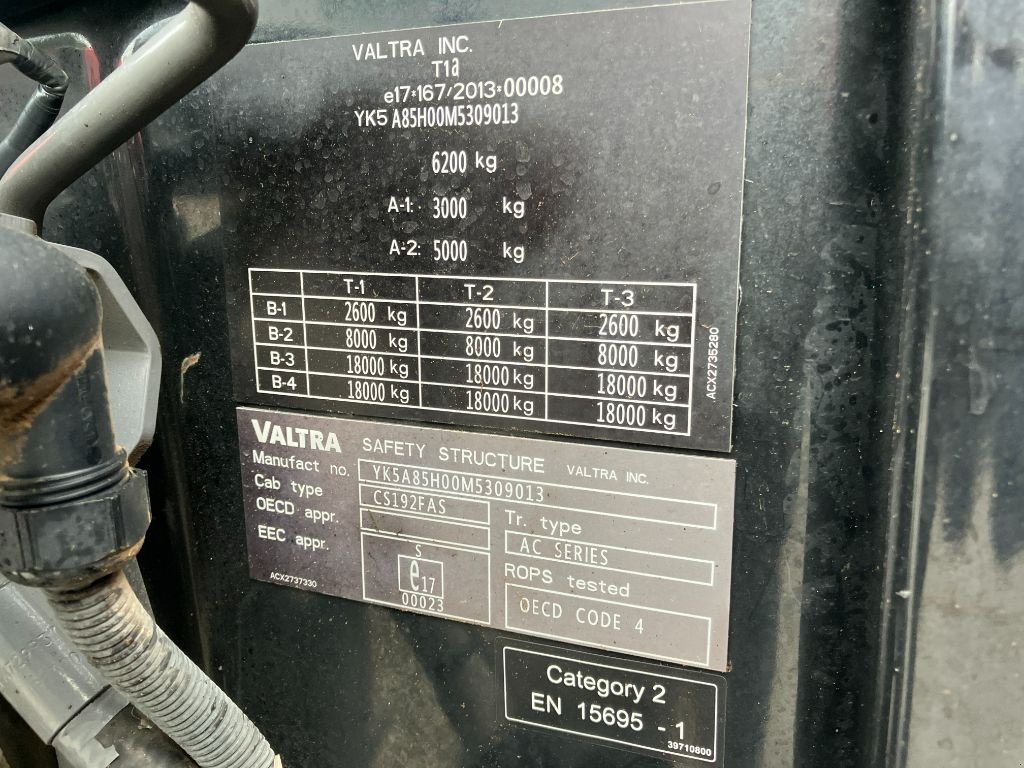 VALTRA INC.
T1a
e17*167/2013*00008
YK5 A85H00M5309013
6200 kg
A-1: 3000 kg
A-2: 5000 kg
T-1 T-2 T-3
B-1 2600 kg 2600 kg 2600 kg
B-2 8000 kg 8000 kg 8000 kg
B-3 18000 kg 18000 kg 18000 kg
B-4 18000 kg 18000 kg 18000 kg
ACX2735280
VALTRA SAFETY STRUCTURE VALTRA INC.
Manufact no. YK5A85H00M5309013
Cab type CS192FAS
Tr. type
OECD appr.
AC SERIES
EEC appr.
S
e17
00023
ROPS tested
OECD CODE 4
ACX2737330
Category 2
EN 15695 - 1
39710800